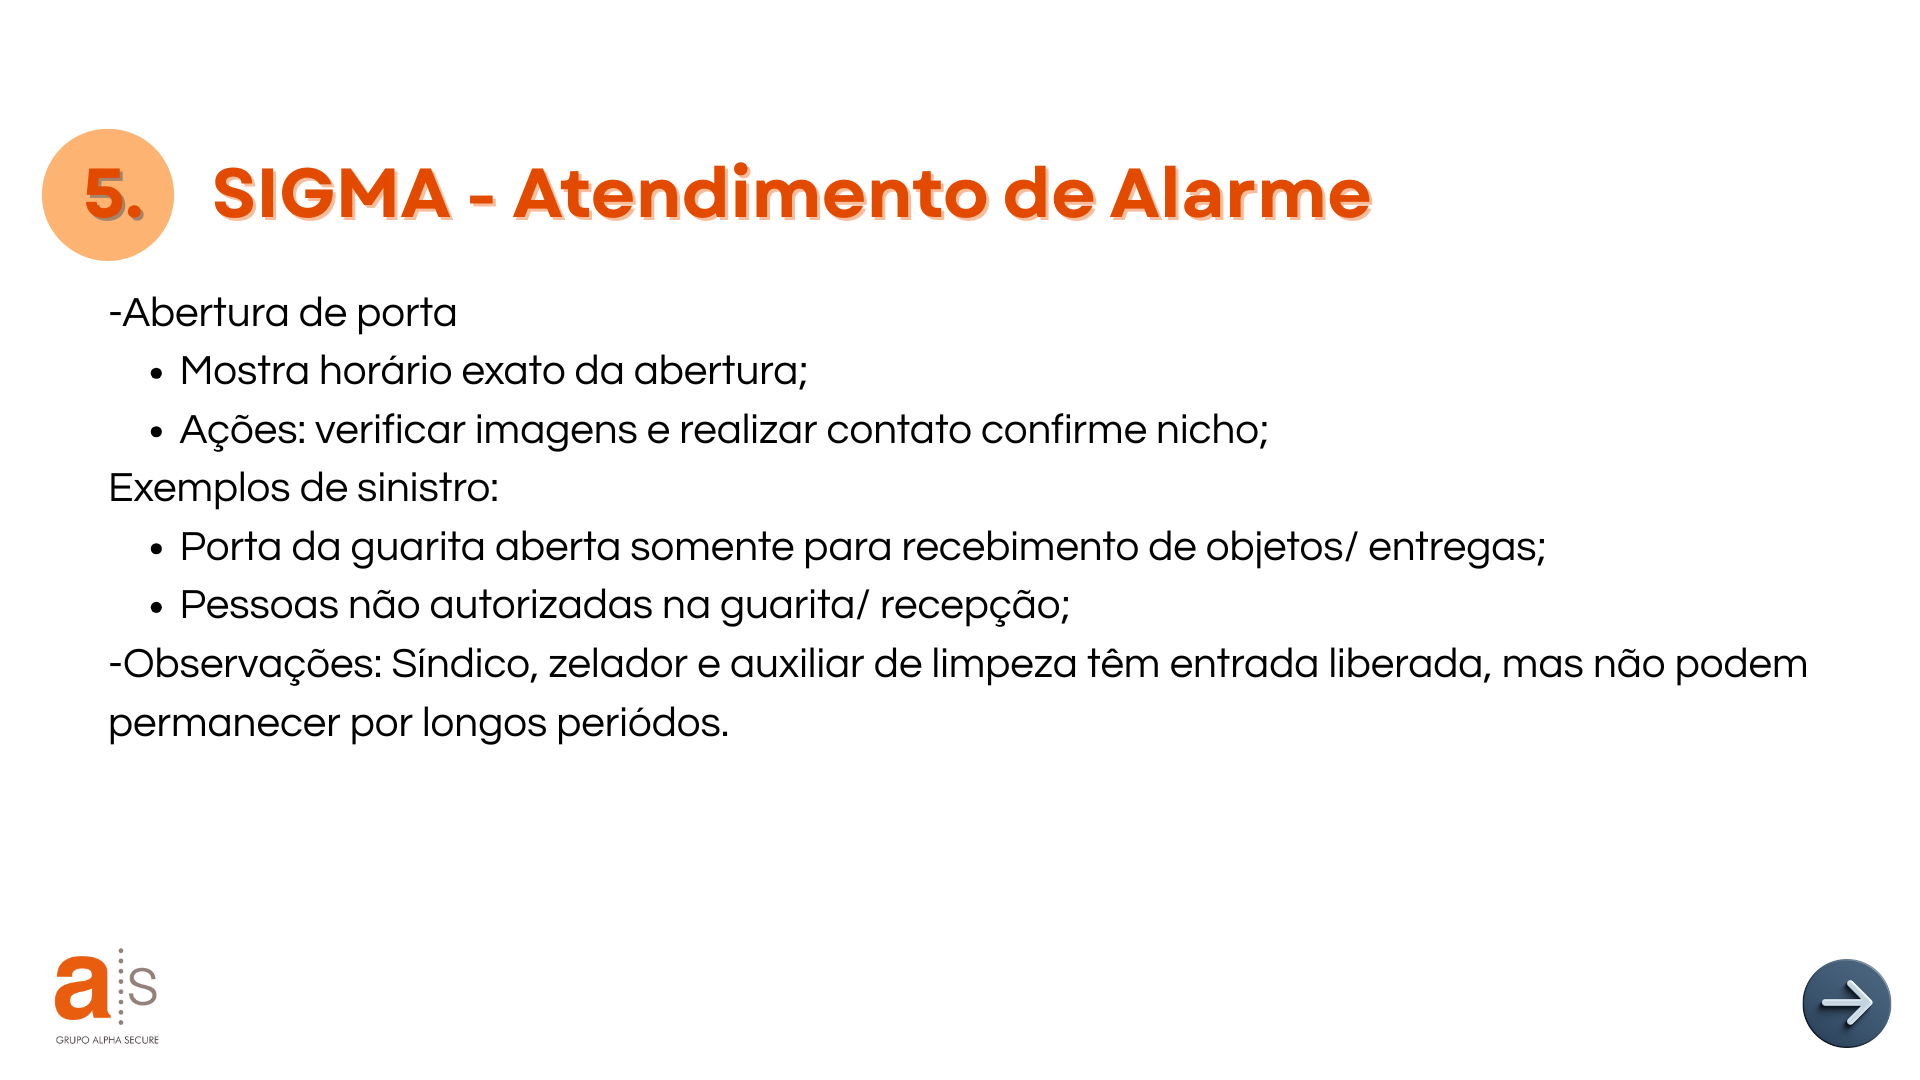 5. SIGMA - Atendimento de Alarme
-Abertura de porta
• Mostra horário exato da abertura;
• Ações: verificar imagens e realizar contato confirme nicho;
Exemplos de sinistro:
• Porta da guarita aberta somente para recebimento de objetos/ entregas;
• Pessoas não autorizadas na guarita/ recepção;
-Observações: Síndico, zelador e auxiliar de limpeza têm entrada liberada, mas não podem
permanecer por longos periódos.
a s
GRUPO ALPHA SECURE